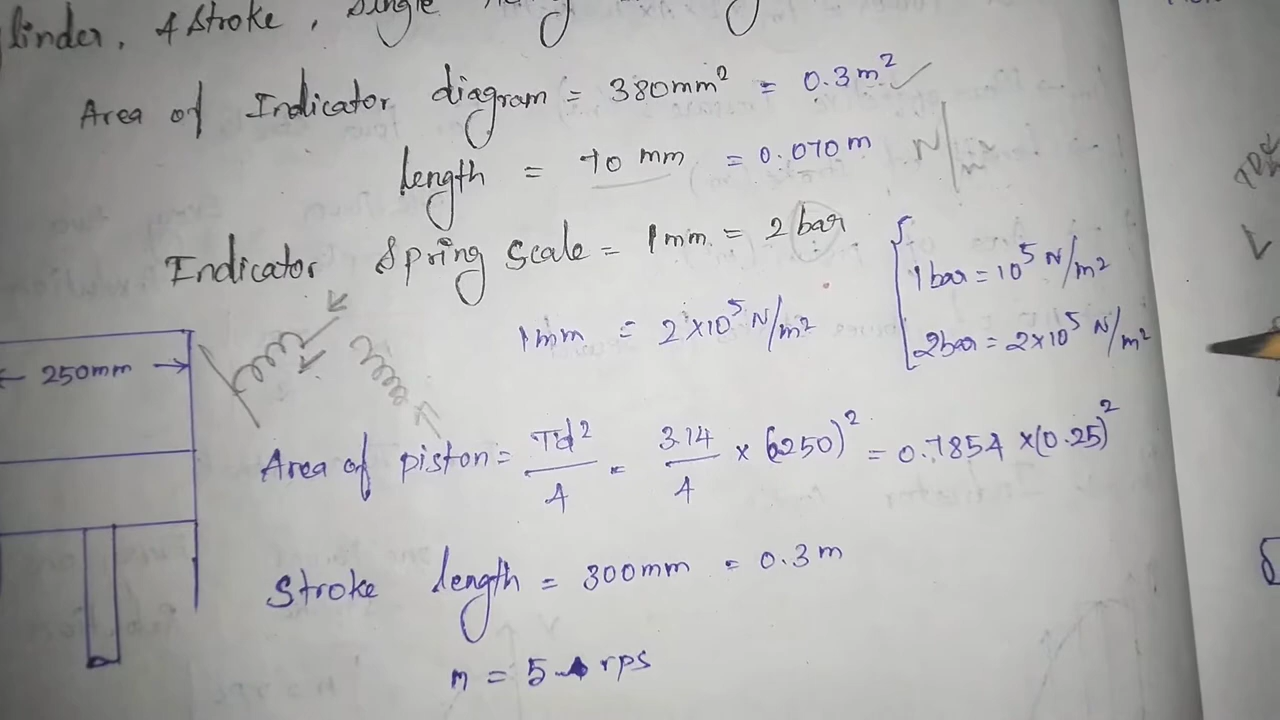 linder, 4 Stroke, Single
Area of Indicator diagram = 380mm² = 0.3m² ✓
length = 70 mm = 0.070 m N/m²
Indicator Spring Scale = 1mm = 2 bar
1 bar = 10⁵ N/m²
1mm = 2×10⁵ N/m²
2bar = 2×10⁵ N/m²
← 250mm →
Area of piston = πd²/4 = 3.14/4 × (250)² = 0.7854 ×(0.25)²
Stroke length = 300mm = 0.3 m
n = 5 rps